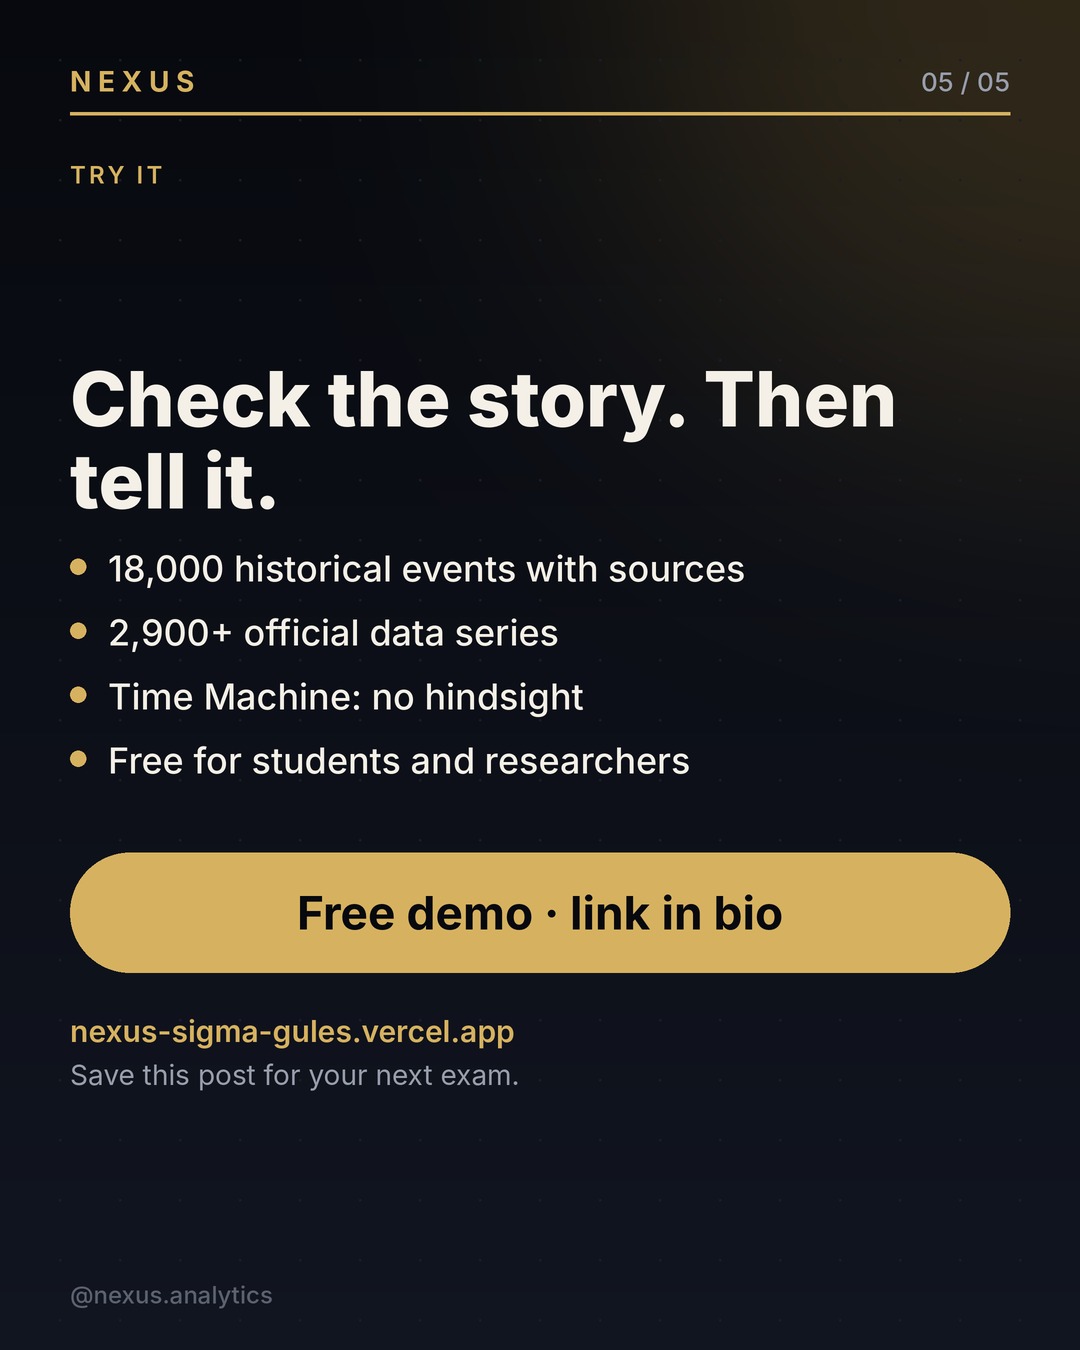 NEXUS
05 / 05
TRY IT
Check the story. Then
tell it.
18,000 historical events with sources
2,900+ official data series
Time Machine: no hindsight
Free for students and researchers
Free demo · link in bio
nexus-sigma-gules.vercel.app
Save this post for your next exam.
@nexus.analytics